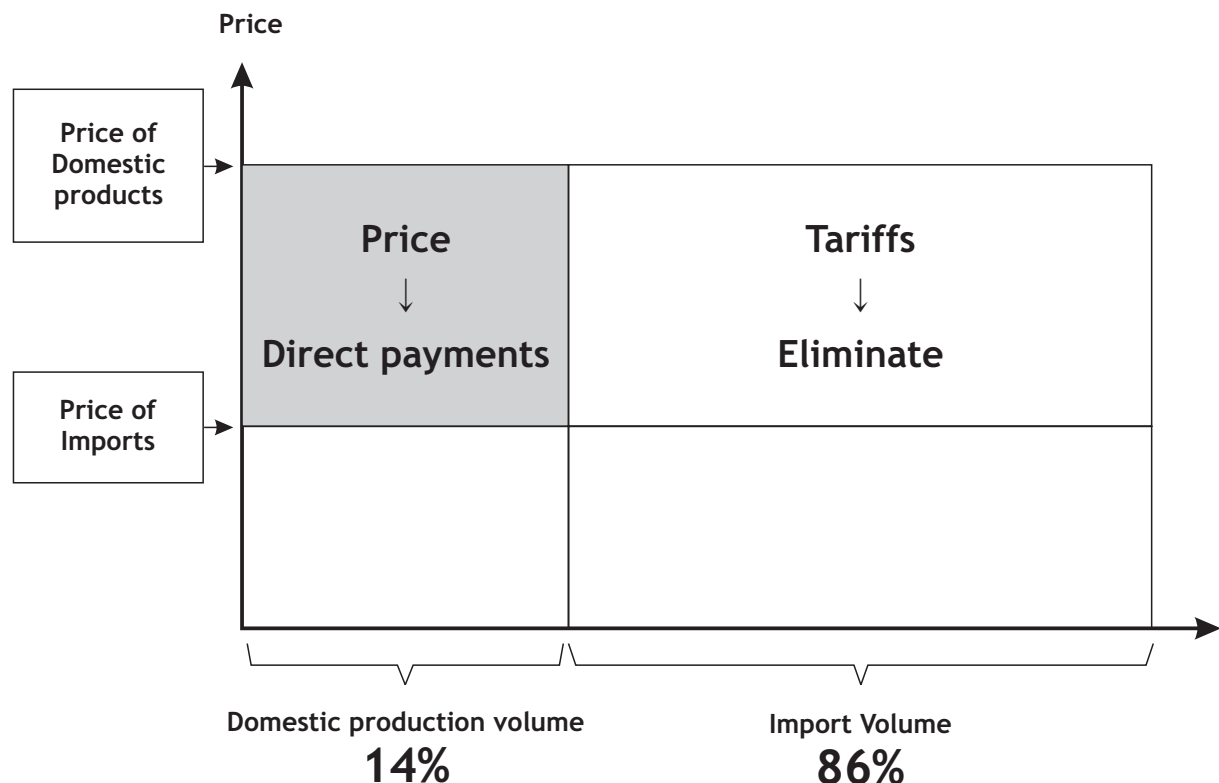 Price
Price of
Domestic
products
Price
↓
Direct payments
Tariffs
↓
Eliminate
Price of
Imports
Domestic production volume
14%
Import Volume
86%